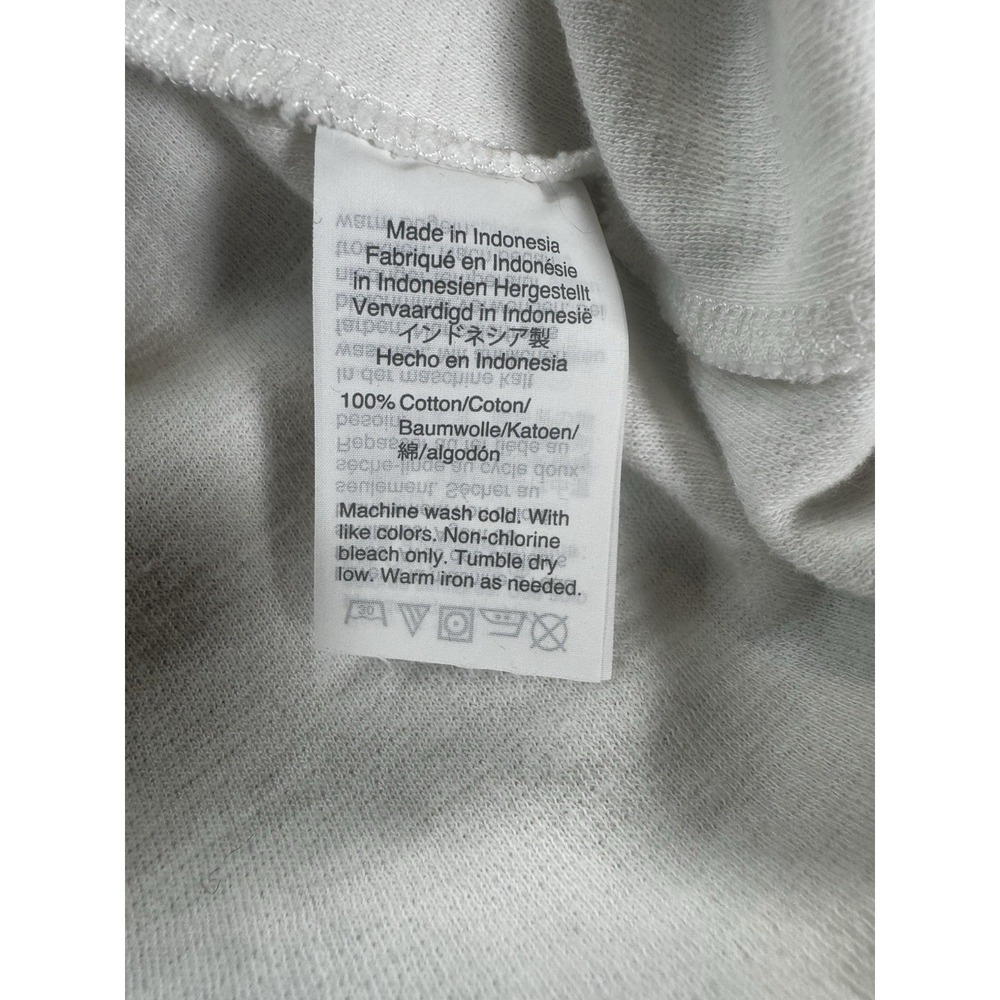 Made in Indonesia
Fabriqué en Indonésie
in Indonesien Hergestellt
Vervaardigd in Indonesië
インドネシア製
Hecho en Indonesia
100% Cotton/Coton/
Baumwolle/Katoen/
綿/algodón
Machine wash cold. With
like colors. Non-chlorine
bleach only. Tumble dry
low. Warm iron as needed.
30